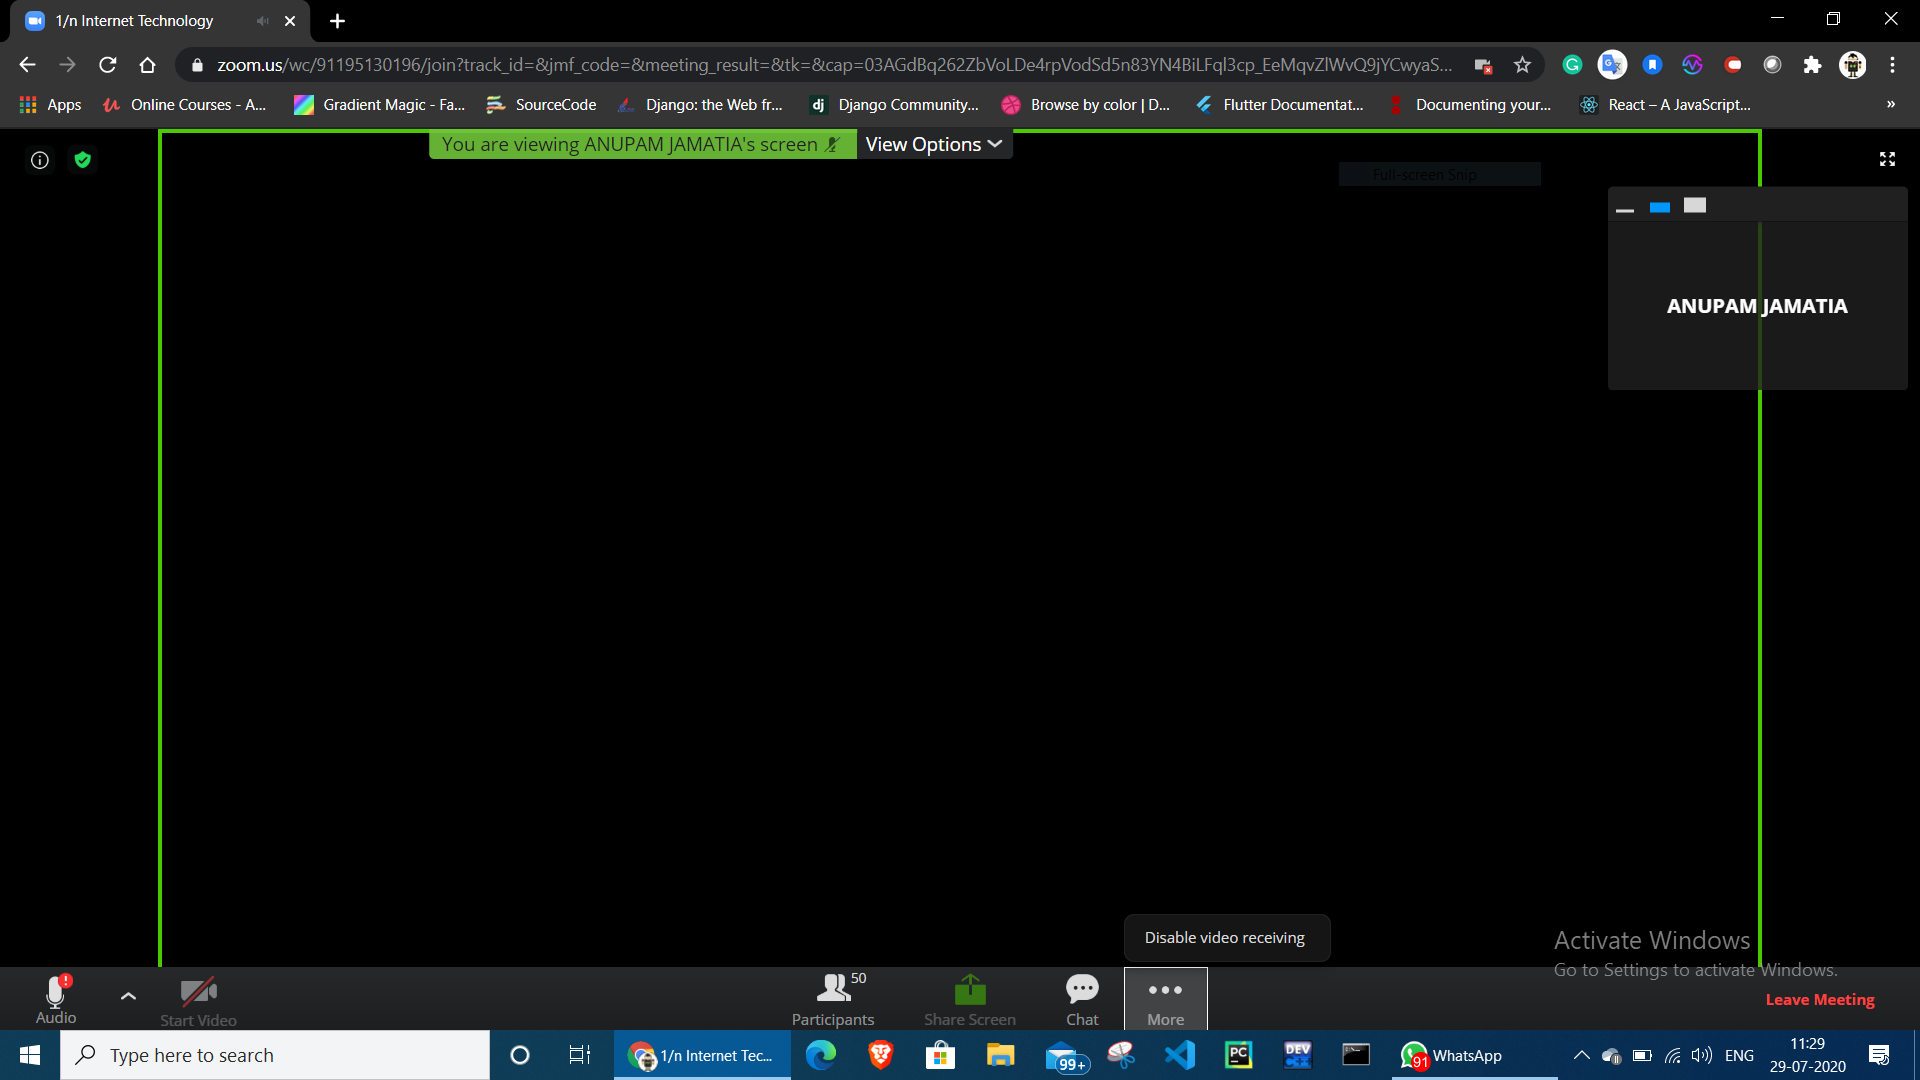 1/n Internet Technology
zoom.us/wc/91195130196/join?track_id=&jmf_code=&meeting_result=&tk=&cap=03AGdBq262ZbVoLDe4rpVodSd5n83YN4BiLFql3cp_EeMqvZlWvQ9jYCwyaS...
Apps Online Courses - A... Gradient Magic - Fa... SourceCode Django: the Web fr... dj Django Community... Browse by color | D... Flutter Documentat... Documenting your... React – A JavaScript... »
You are viewing ANUPAM JAMATIA's screen View Options
Full-screen Snip
ANUPAM JAMATIA
Disable video receiving
Activate Windows
Go to Settings to activate Windows.
50
Audio Start Video Participants Share Screen Chat More
Leave Meeting
Type here to search
1/n Internet Tec...
99+
PC
DEV
91
WhatsApp
ENG
11:29
29-07-2020